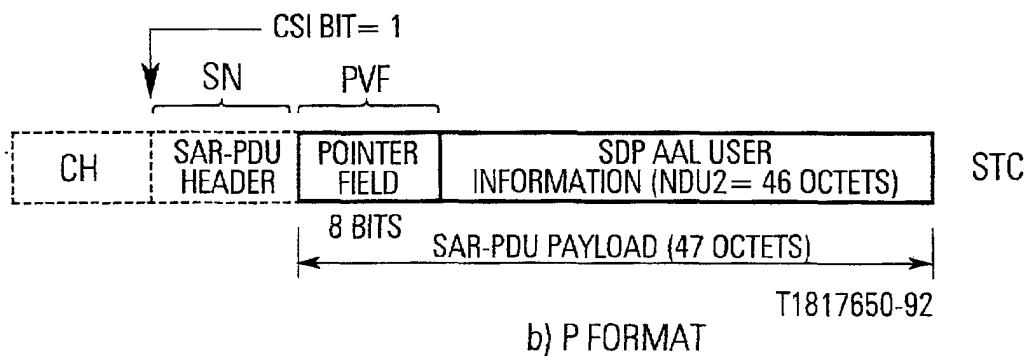 CSI BIT= 1
SN
PVF
CH
SAR-PDU
HEADER
POINTER
FIELD
SDP AAL USER
INFORMATION (NDU2= 46 OCTETS)
STC
8 BITS
SAR-PDU PAYLOAD (47 OCTETS)
T1817650-92
b) P FORMAT